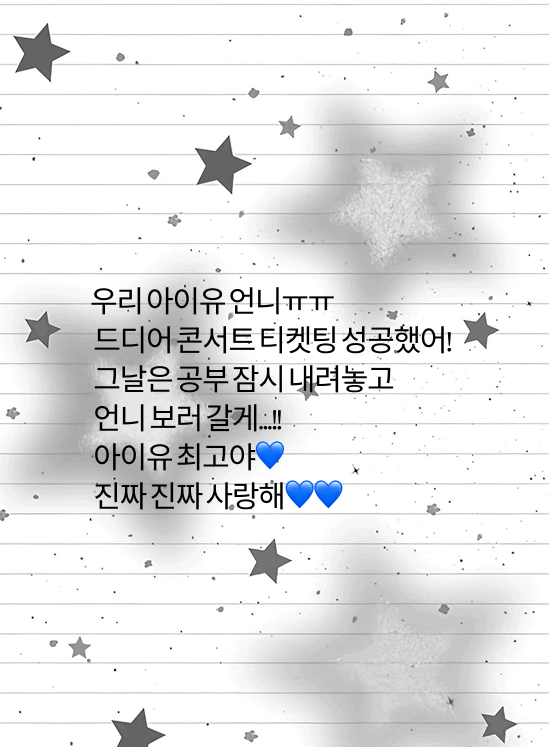 우리 아이유 언니ㅠㅠ
드디어 콘서트 티켓팅 성공했어!
그날은 공부 잠시 내려놓고
언니 보러 갈게...!!
아이유 최고야💙
진짜 진짜 사랑해💙💙